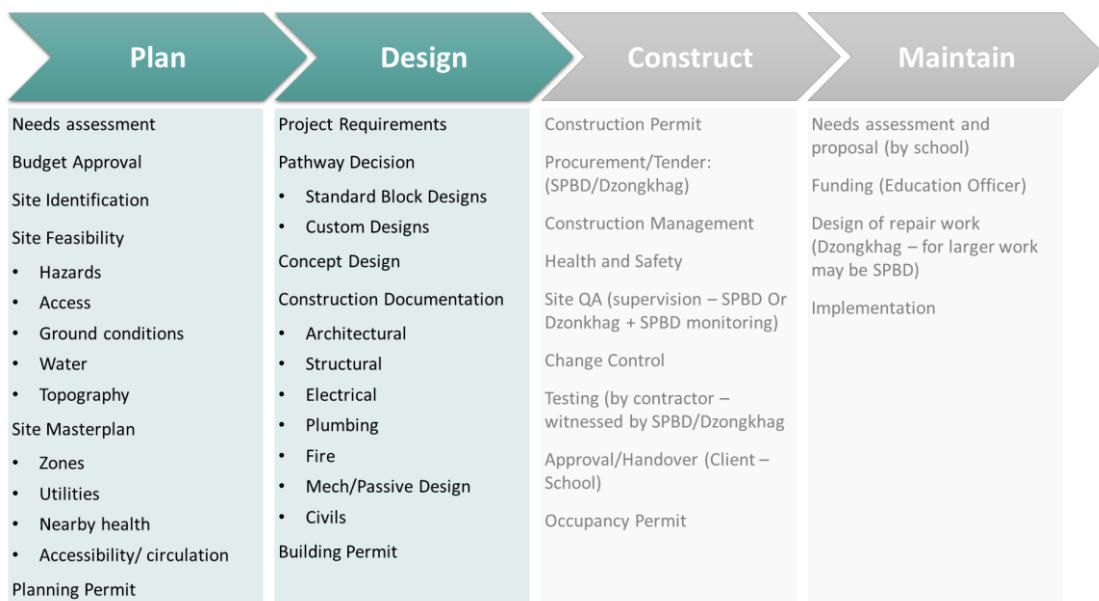 Plan
Design
Construct
Maintain
Needs assessment
Budget Approval
Site Identification
Site Feasibility
• Hazards
• Access
• Ground conditions
• Water
• Topography
Site Masterplan
• Zones
• Utilities
• Nearby health
• Accessibility/ circulation
Planning Permit
Project Requirements
Pathway Decision
• Standard Block Designs
• Custom Designs
Concept Design
Construction Documentation
• Architectural
• Structural
• Electrical
• Plumbing
• Fire
• Mech/Passive Design
• Civils
Building Permit
Construction Permit
Procurement/Tender:
(SPBD/Dzongkhag)
Construction Management
Health and Safety
Site QA (supervision – SPBD Or
Dzonkhag + SPBD monitoring)
Change Control
Testing (by contractor –
witnessed by SPBD/Dzongkhag
Approval/Handover (Client –
School)
Occupancy Permit
Needs assessment and
proposal (by school)
Funding (Education Officer)
Design of repair work
(Dzongkhag – for larger work
may be SPBD)
Implementation